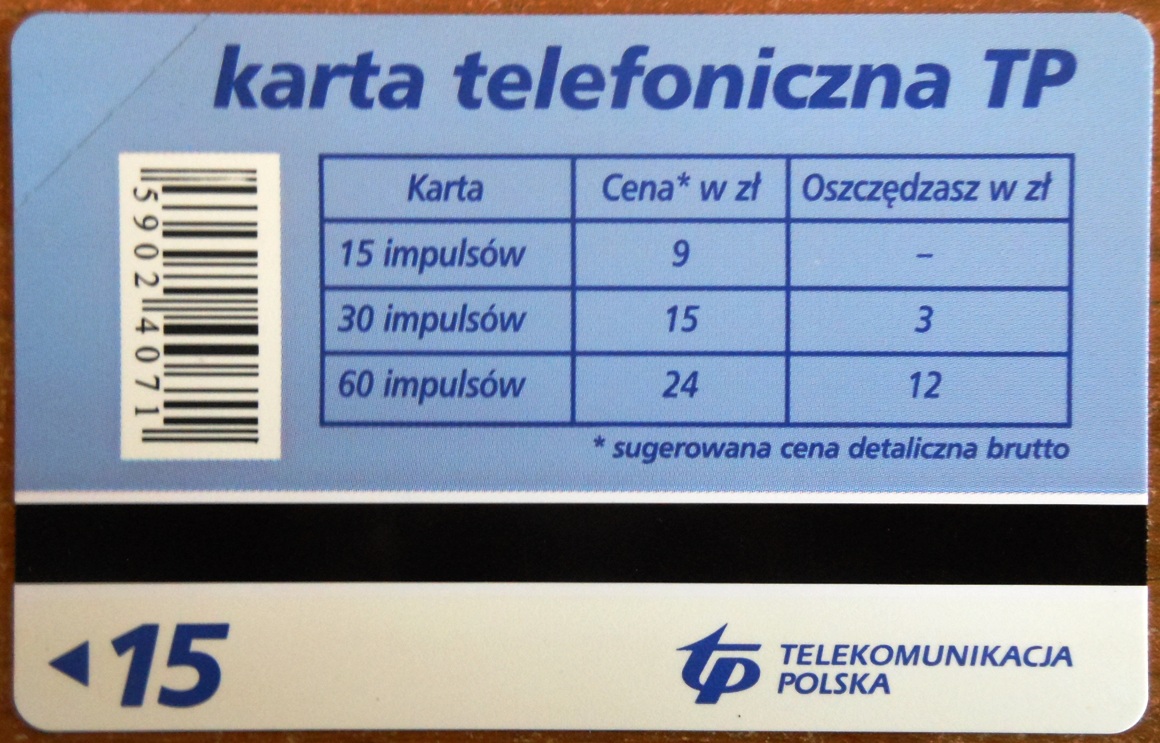 karta telefoniczna TP
59024071
Karta Cena* w zł Oszczędzasz w zł
15 impulsów 9 –
30 impulsów 15 3
60 impulsów 24 12
* sugerowana cena detaliczna brutto
15
tp TELEKOMUNIKACJA
POLSKA